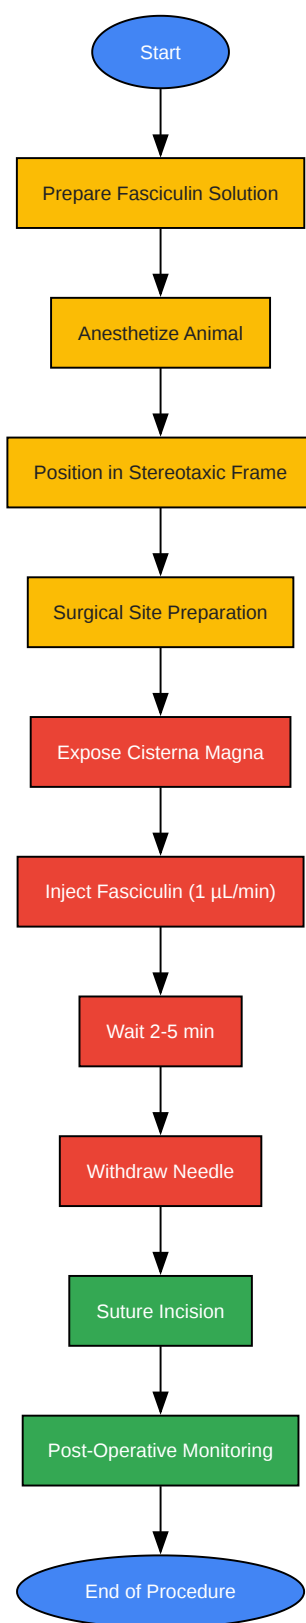 Start
Prepare Fasciculin Solution
Anesthetize Animal
Position in Stereotaxic Frame
Surgical Site Preparation
Expose Cisterna Magna
Inject Fasciculin (1 µL/min)
Wait 2-5 min
Withdraw Needle
Suture Incision
Post-Operative Monitoring
End of Procedure